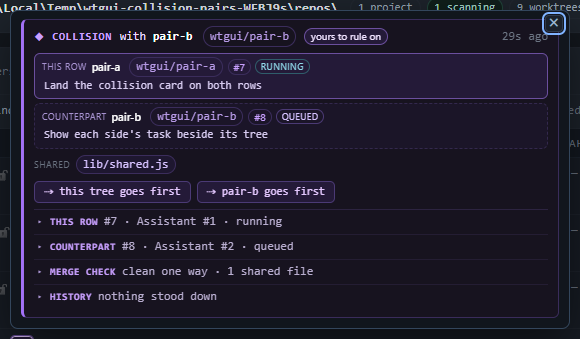 \Local\Temp\wtgui-collision-pairs-WEBJ9s\repos\ 1 project 1 scanning 9 worktrees
◆ COLLISION with pair-b wtgui/pair-b yours to rule on 29s ago
THIS ROW pair-a wtgui/pair-a #7 RUNNING
Land the collision card on both rows
COUNTERPART pair-b wtgui/pair-b #8 QUEUED
Show each side's task beside its tree
SHARED lib/shared.js
→ this tree goes first → pair-b goes first
‣ THIS ROW #7 · Assistant #1 · running
‣ COUNTERPART #8 · Assistant #2 · queued
‣ MERGE CHECK clean one way · 1 shared file
‣ HISTORY nothing stood down